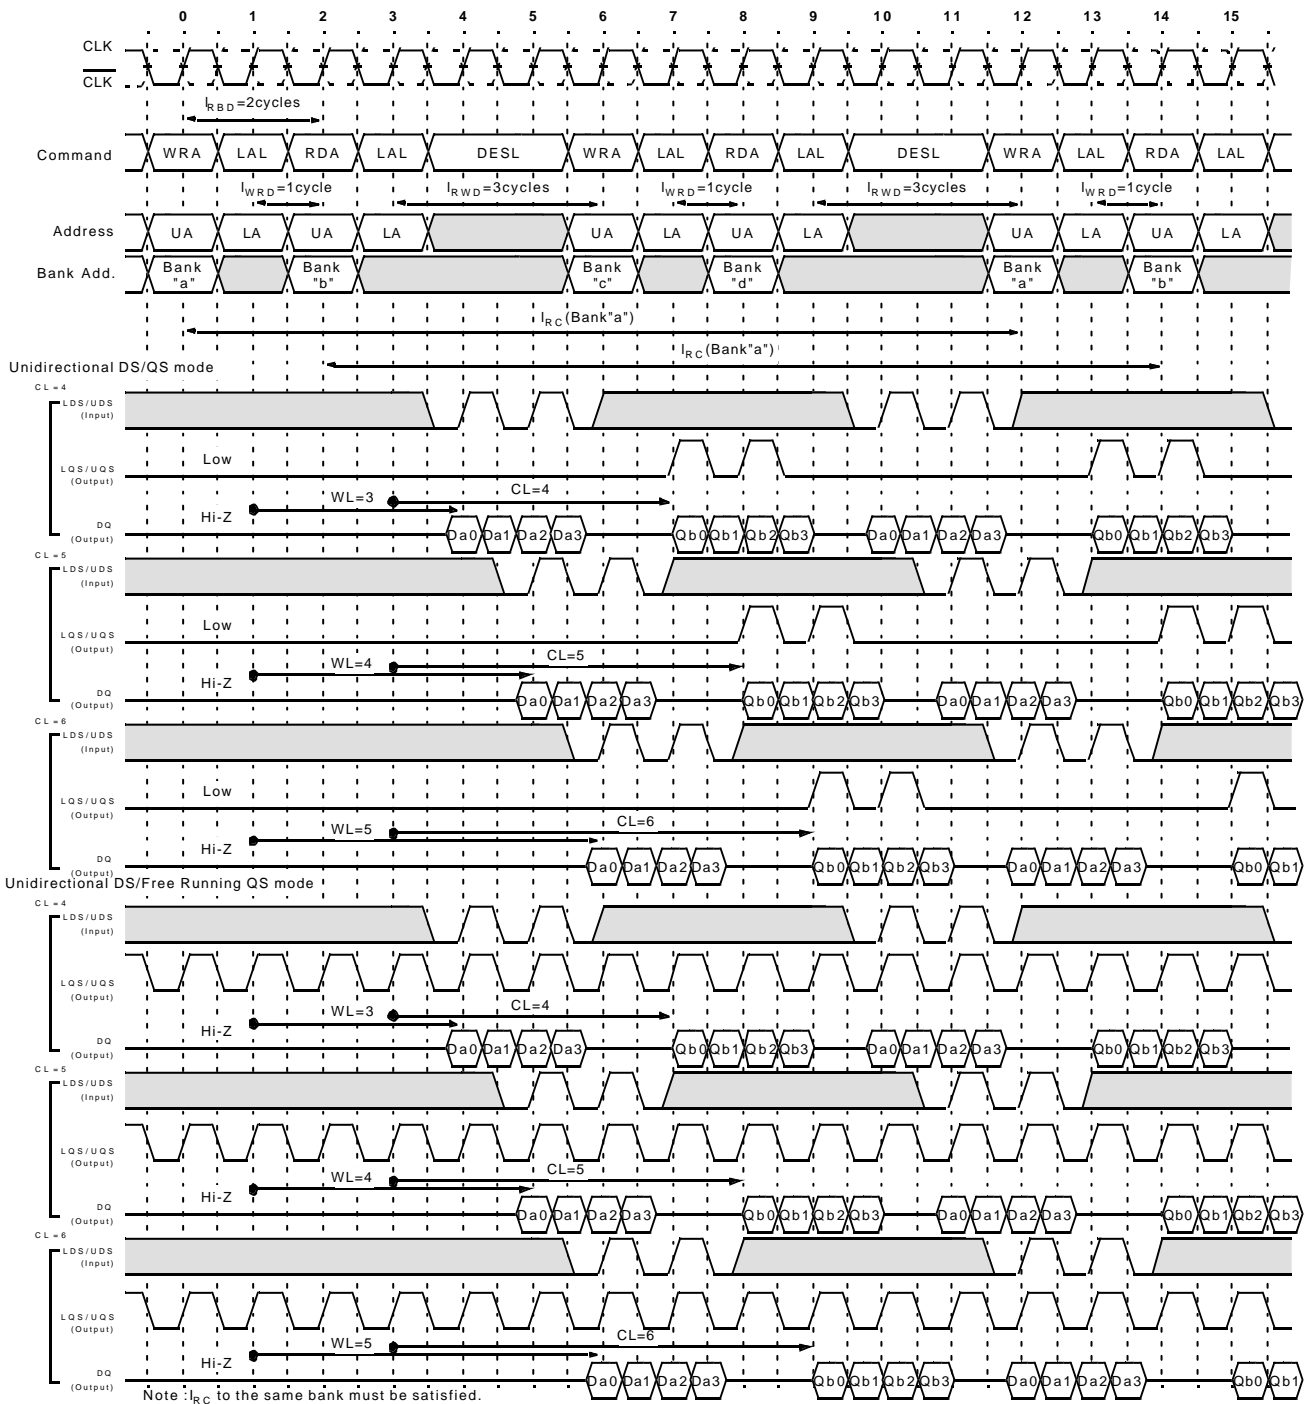 0 1 2 3 4 5 6 7 8 9 10 11 12 13 14 15
CLK
CLK
IRBD=2cycles
Command WRA LAL RDA LAL DESL WRA LAL RDA LAL DESL WRA LAL RDA LAL
IWRD=1cycle IRWD=3cycles IWRD=1cycle IRWD=3cycles IWRD=1cycle
Address UA LA UA LA UA LA UA LA UA LA UA LA
Bank Add. Bank "a" Bank "b" Bank "c" Bank "d" Bank "a" Bank "b"
IRC(Bank"a")
IRC(Bank"a")
Unidirectional DS/QS mode
CL=4
LDS/UDS
(Input)
Low
LQS/UQS
(Output)
WL=3 CL=4
Hi-Z
DQ
(Output)
Da0 Da1 Da2 Da3 Qb0 Qb1 Qb2 Qb3 Da0 Da1 Da2 Da3 Qb0 Qb1 Qb2 Qb3
CL=5
LDS/UDS
(Input)
Low
LQS/UQS
(Output)
WL=4 CL=5
Hi-Z
DQ
(Output)
Da0 Da1 Da2 Da3 Qb0 Qb1 Qb2 Qb3 Da0 Da1 Da2 Da3 Qb0 Qb1 Qb2 Qb3
CL=6
LDS/UDS
(Input)
Low
LQS/UQS
(Output)
WL=5 CL=6
Hi-Z
DQ
(Output)
Da0 Da1 Da2 Da3 Qb0 Qb1 Qb2 Qb3 Da0 Da1 Da2 Da3 Qb0 Qb1
Unidirectional DS/Free Running QS mode
CL=4
LDS/UDS
(Input)
LQS/UQS
(Output)
WL=3 CL=4
Hi-Z
DQ
(Output)
Da0 Da1 Da2 Da3 Qb0 Qb1 Qb2 Qb3 Da0 Da1 Da2 Da3 Qb0 Qb1 Qb2 Qb3
CL=5
LDS/UDS
(Input)
LQS/UQS
(Output)
WL=4 CL=5
Hi-Z
DQ
(Output)
Da0 Da1 Da2 Da3 Qb0 Qb1 Qb2 Qb3 Da0 Da1 Da2 Da3 Qb0 Qb1 Qb2 Qb3
CL=6
LDS/UDS
(Input)
LQS/UQS
(Output)
WL=5 CL=6
Hi-Z
DQ
(Output)
Da0 Da1 Da2 Da3 Qb0 Qb1 Qb2 Qb3 Da0 Da1 Da2 Da3 Qb0 Qb1
Note :IRC to the same bank must be satisfied.